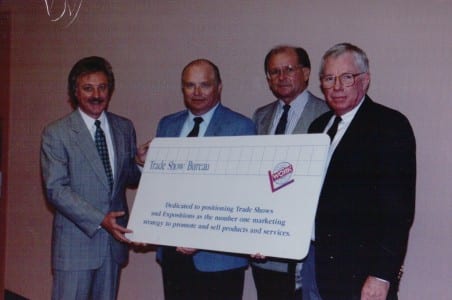 Trade Show Bureau
WORK
Dedicated to positioning Trade Shows
and Expositions as the number one marketing
strategy to promote and sell products and services.